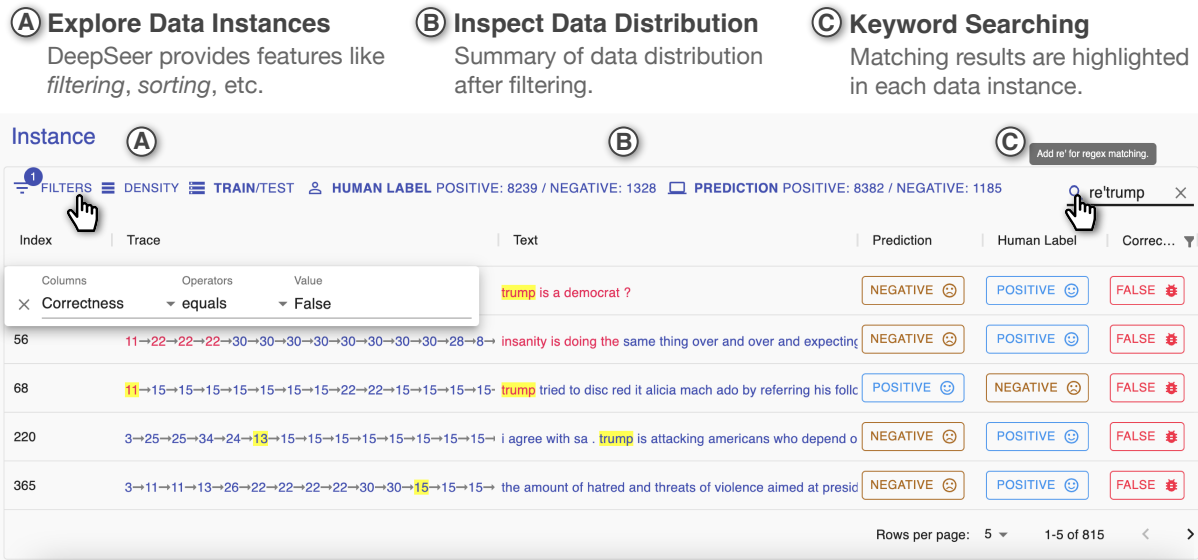 A Explore Data Instances
DeepSeer provides features like
filtering, sorting, etc.
B Inspect Data Distribution
Summary of data distribution
after filtering.
C Keyword Searching
Matching results are highlighted
in each data instance.
Instance
A
B
C
Add re' for regex matching.
1
FILTERS DENSITY TRAIN/TEST HUMAN LABEL POSITIVE: 8239 / NEGATIVE: 1328 PREDICTION POSITIVE: 8382 / NEGATIVE: 1185 re'trump
Index Trace Text Prediction Human Label Correc...
Columns Operators Value
Correctness equals False
trump is a democrat ? NEGATIVE POSITIVE FALSE
56 11→22→22→22→30→30→30→30→30→30→30→30→28→8→ insanity is doing the same thing over and over and expecting NEGATIVE POSITIVE FALSE
68 11→15→15→15→15→15→15→15→22→22→15→15→15→15- trump tried to disc red it alicia mach ado by referring his follc POSITIVE NEGATIVE FALSE
220 3→25→25→34→24→13→15→15→15→15→15→15→15→15→ i agree with sa . trump is attacking americans who depend o NEGATIVE POSITIVE FALSE
365 3→11→11→13→26→22→22→22→22→30→30→15→15→15→ the amount of hatred and threats of violence aimed at presid NEGATIVE POSITIVE FALSE
Rows per page: 5 1-5 of 815